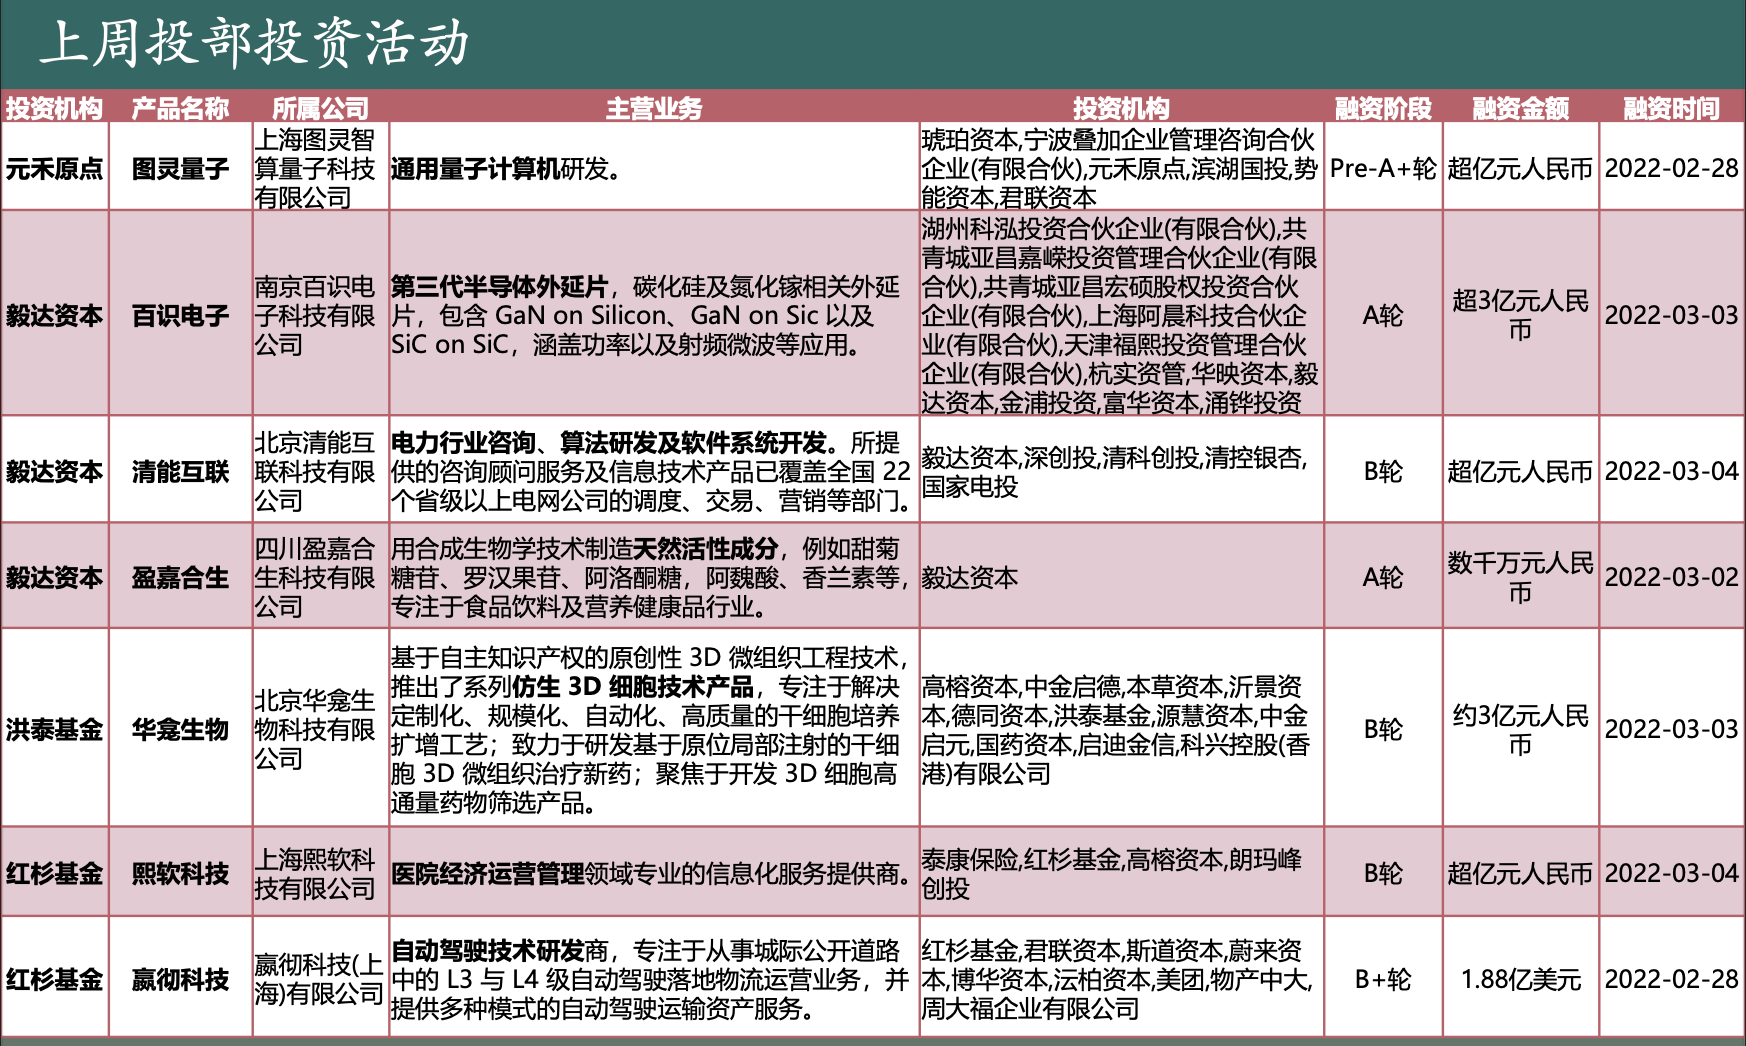 上周投部投资活动
投资机构 产品名称 所属公司 主营业务 投资机构 融资阶段 融资金额 融资时间
元禾原点
图灵量子
上海图灵智
算量子科技
有限公司
通用量子计算机研发。
琥珀资本,宁波叠加企业管理咨询合伙
企业(有限合伙),元禾原点,滨湖国投,势
能资本,君联资本
Pre-A+轮
超亿元人民币
2022-02-28
毅达资本
百识电子
南京百识电
子科技有限
公司
第三代半导体外延片，碳化硅及氮化镓相关外延
片，包含 GaN on Silicon、GaN on Sic 以及
SiC on SiC，涵盖功率以及射频微波等应用。
湖州科泓投资合伙企业(有限合伙),共
青城亚昌嘉嵘投资管理合伙企业(有限
合伙),共青城亚昌宏硕股权投资合伙
企业(有限合伙),上海阿晨科技合伙企
业(有限合伙),天津福熙投资管理合伙
企业(有限合伙),杭实资管,华映资本,毅
达资本,金浦投资,富华资本,涌铧投资
A轮
超3亿元人民
币
2022-03-03
毅达资本
清能互联
北京清能互
联科技有限
公司
电力行业咨询、算法研发及软件系统开发。所提
供的咨询顾问服务及信息技术产品已覆盖全国 22
个省级以上电网公司的调度、交易、营销等部门。
毅达资本,深创投,清科创投,清控银杏,
国家电投
B轮
超亿元人民币
2022-03-04
毅达资本
盈嘉合生
四川盈嘉合
生科技有限
公司
用合成生物学技术制造天然活性成分，例如甜菊
糖苷、罗汉果苷、阿洛酮糖，阿魏酸、香兰素等，
专注于食品饮料及营养健康品行业。
毅达资本
A轮
数千万元人民
币
2022-03-02
洪泰基金
华龛生物
北京华龛生
物科技有限
公司
基于自主知识产权的原创性 3D 微组织工程技术，
推出了系列仿生 3D 细胞技术产品，专注于解决
定制化、规模化、自动化、高质量的干细胞培养
扩增工艺；致力于研发基于原位局部注射的干细
胞 3D 微组织治疗新药；聚焦于开发 3D 细胞高
通量药物筛选产品。
高榕资本,中金启德,本草资本,沂景资
本,德同资本,洪泰基金,源慧资本,中金
启元,国药资本,启迪金信,科兴控股(香
港)有限公司
B轮
约3亿元人民
币
2022-03-03
红杉基金
熙软科技
上海熙软科
技有限公司
医院经济运营管理领域专业的信息化服务提供商。
泰康保险,红杉基金,高榕资本,朗玛峰
创投
B轮
超亿元人民币
2022-03-04
红杉基金
嬴彻科技
嬴彻科技(上
海)有限公司
自动驾驶技术研发商，专注于从事城际公开道路
中的 L3 与 L4 级自动驾驶落地物流运营业务，并
提供多种模式的自动驾驶运输资产服务。
红杉基金,君联资本,斯道资本,蔚来资
本,博华资本,沄柏资本,美团,物产中大,
周大福企业有限公司
B+轮
1.88亿美元
2022-02-28